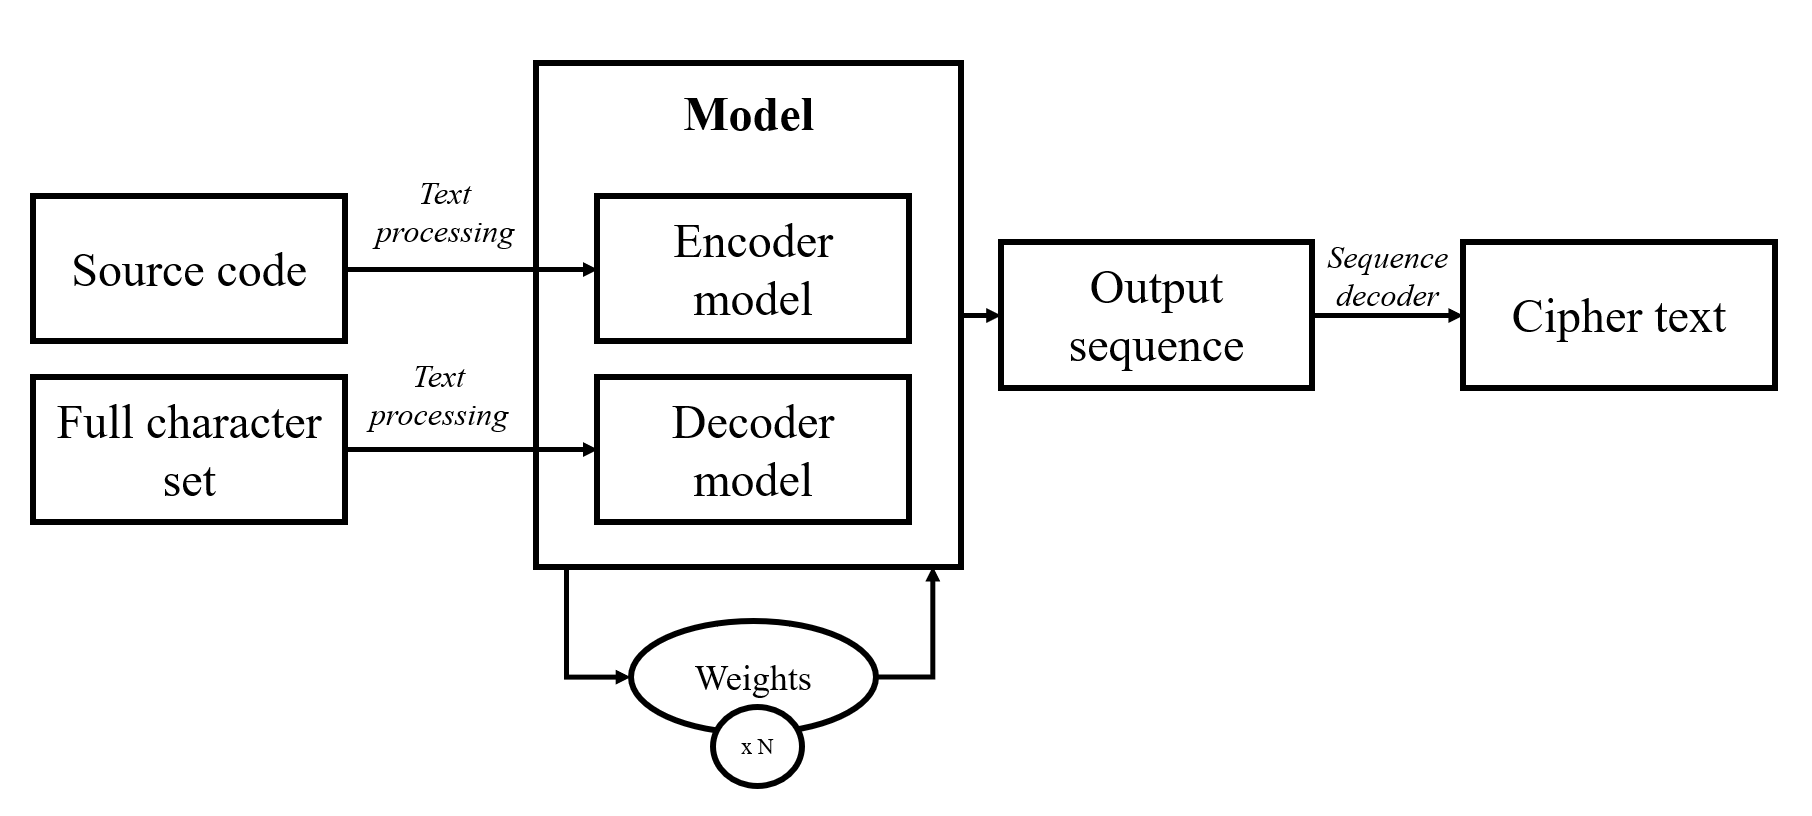 Model
Source code
Text
processing
Encoder
model
Full character
set
Text
processing
Decoder
model
Output
sequence
Sequence
decoder
Cipher text
Weights
x N